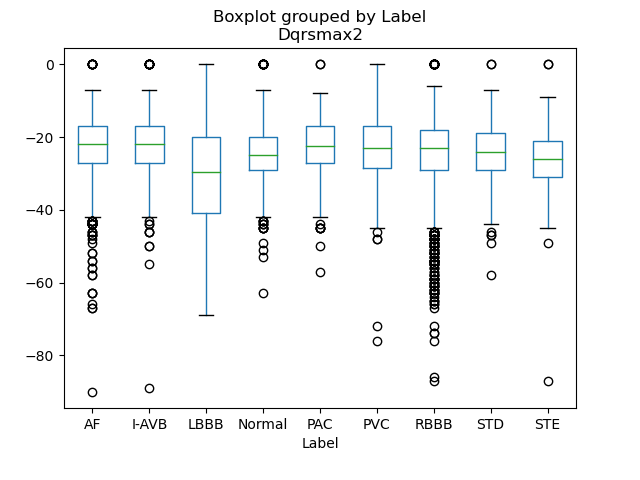 Boxplot grouped by Label
Dqrsmax2
0
−20
−40
−60
−80
AF I-AVB LBBB Normal PAC PVC RBBB STD STE
Label